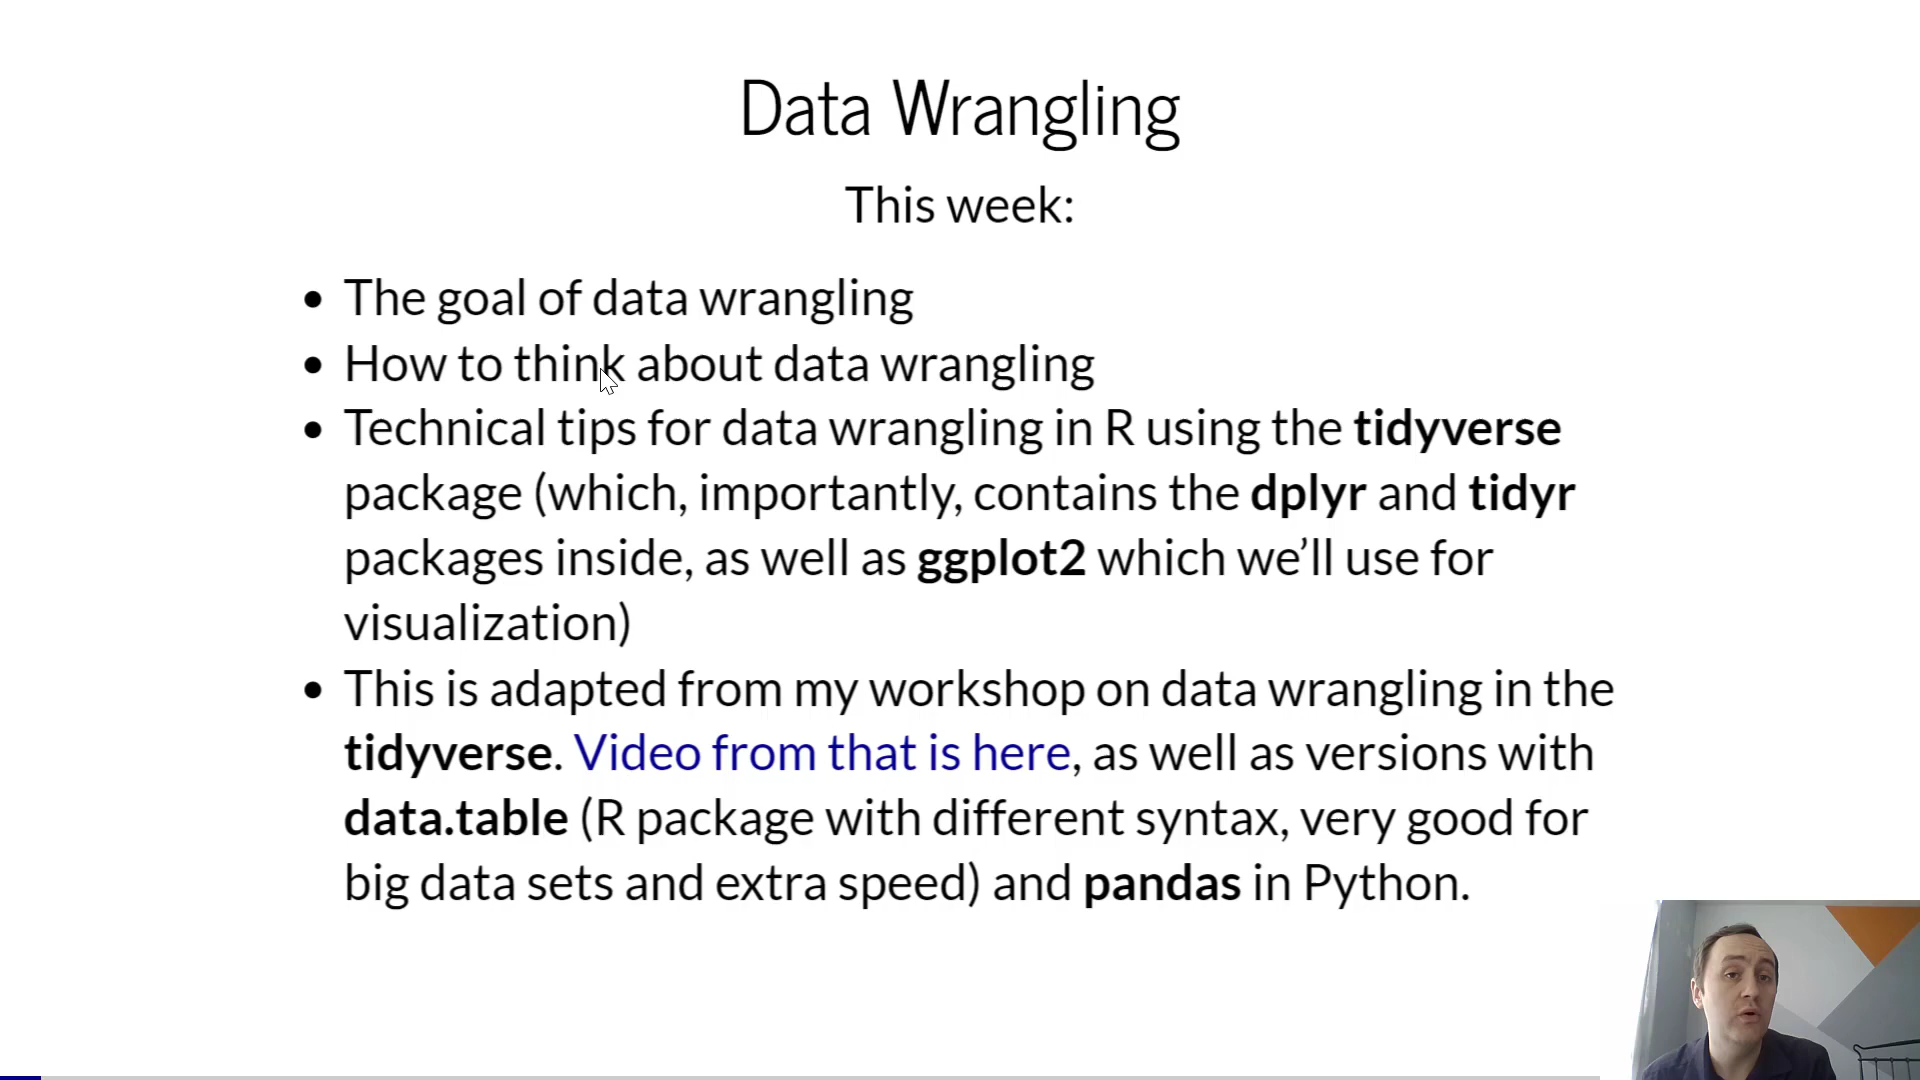 Data Wrangling
This week:
• The goal of data wrangling
• How to think about data wrangling
• Technical tips for data wrangling in R using the tidyverse
package (which, importantly, contains the dplyr and tidyr
packages inside, as well as ggplot2 which we’ll use for
visualization)
• This is adapted from my workshop on data wrangling in the
tidyverse. Video from that is here, as well as versions with
data.table (R package with different syntax, very good for
big data sets and extra speed) and pandas in Python.